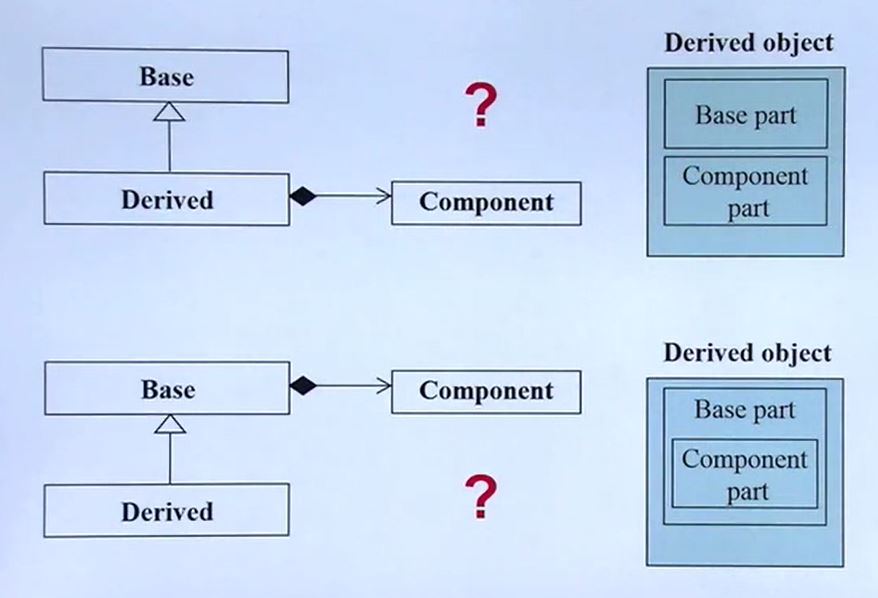 Derived object
Base
?
Base part
Derived
Component
Component
part
Derived object
Base
Component
Base part
Component
part
Derived
?